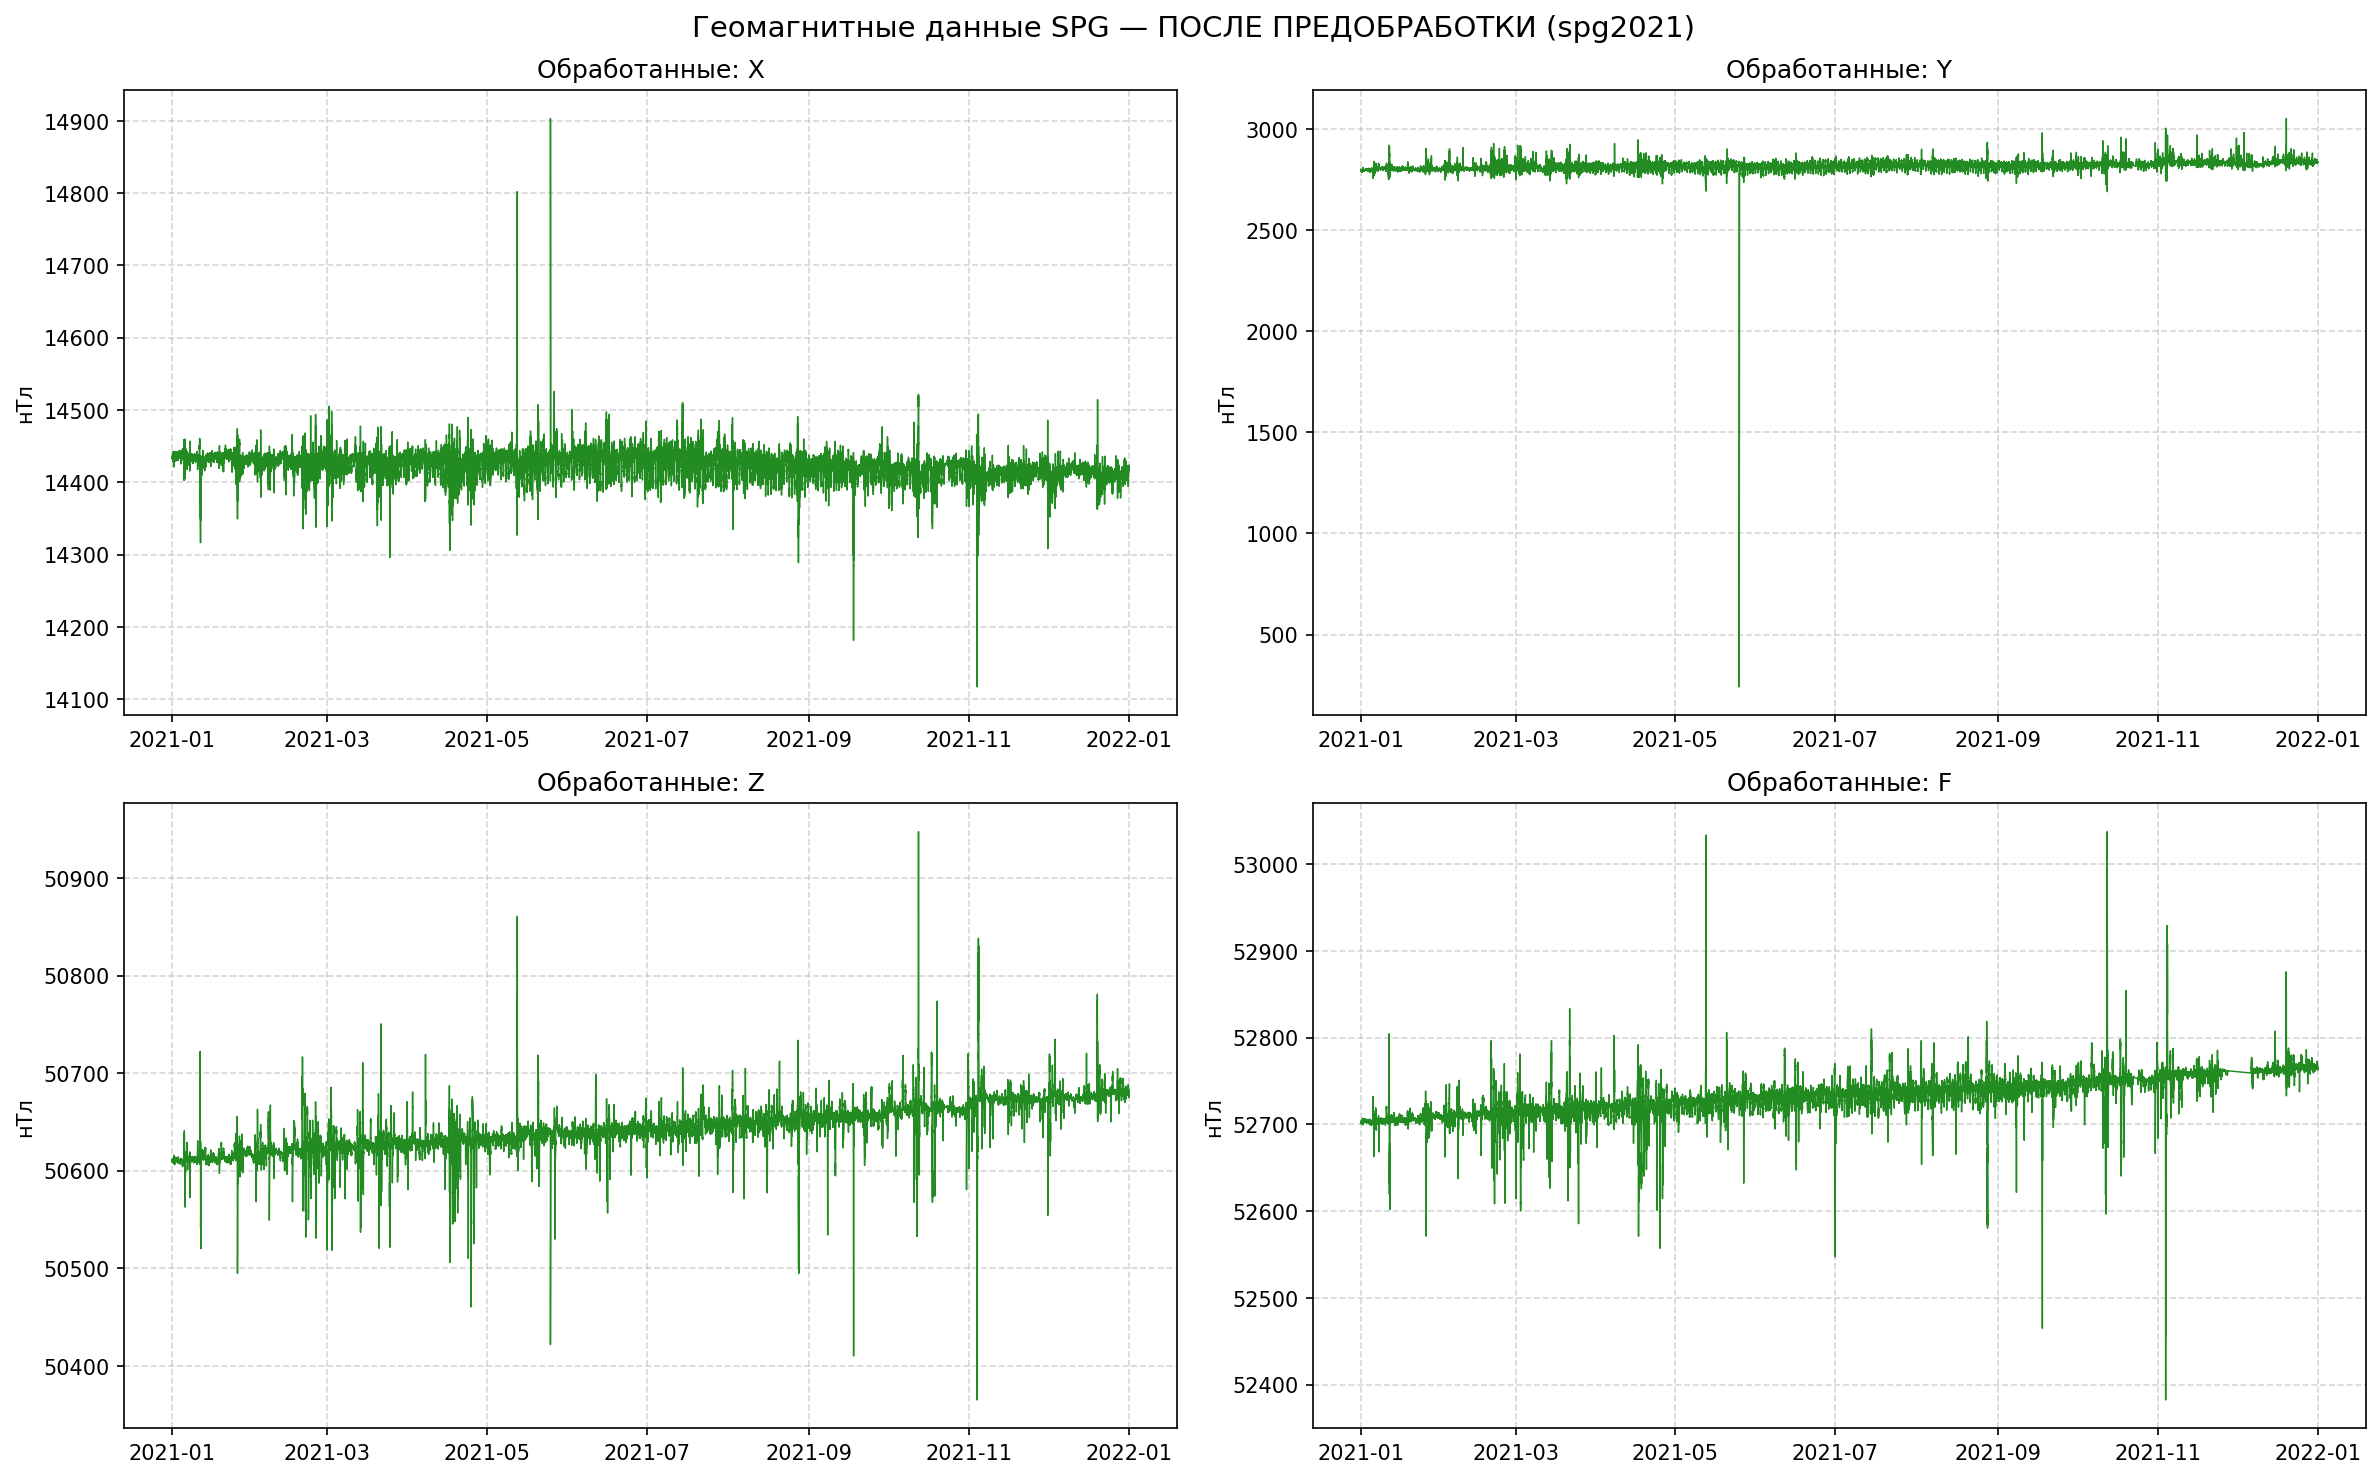 Геомагнитные данные SPG — ПОСЛЕ ПРЕДОБРАБОТКИ (spg2021)
Обработанные: X
14900
14800
14700
14600
14500
14400
14300
14200
14100
нТл
2021-01 2021-03 2021-05 2021-07 2021-09 2021-11 2022-01
Обработанные: Y
3000
2500
2000
1500
1000
500
нТл
2021-01 2021-03 2021-05 2021-07 2021-09 2021-11 2022-01
Обработанные: Z
50900
50800
50700
50600
50500
50400
нТл
2021-01 2021-03 2021-05 2021-07 2021-09 2021-11 2022-01
Обработанные: F
53000
52900
52800
52700
52600
52500
52400
нТл
2021-01 2021-03 2021-05 2021-07 2021-09 2021-11 2022-01